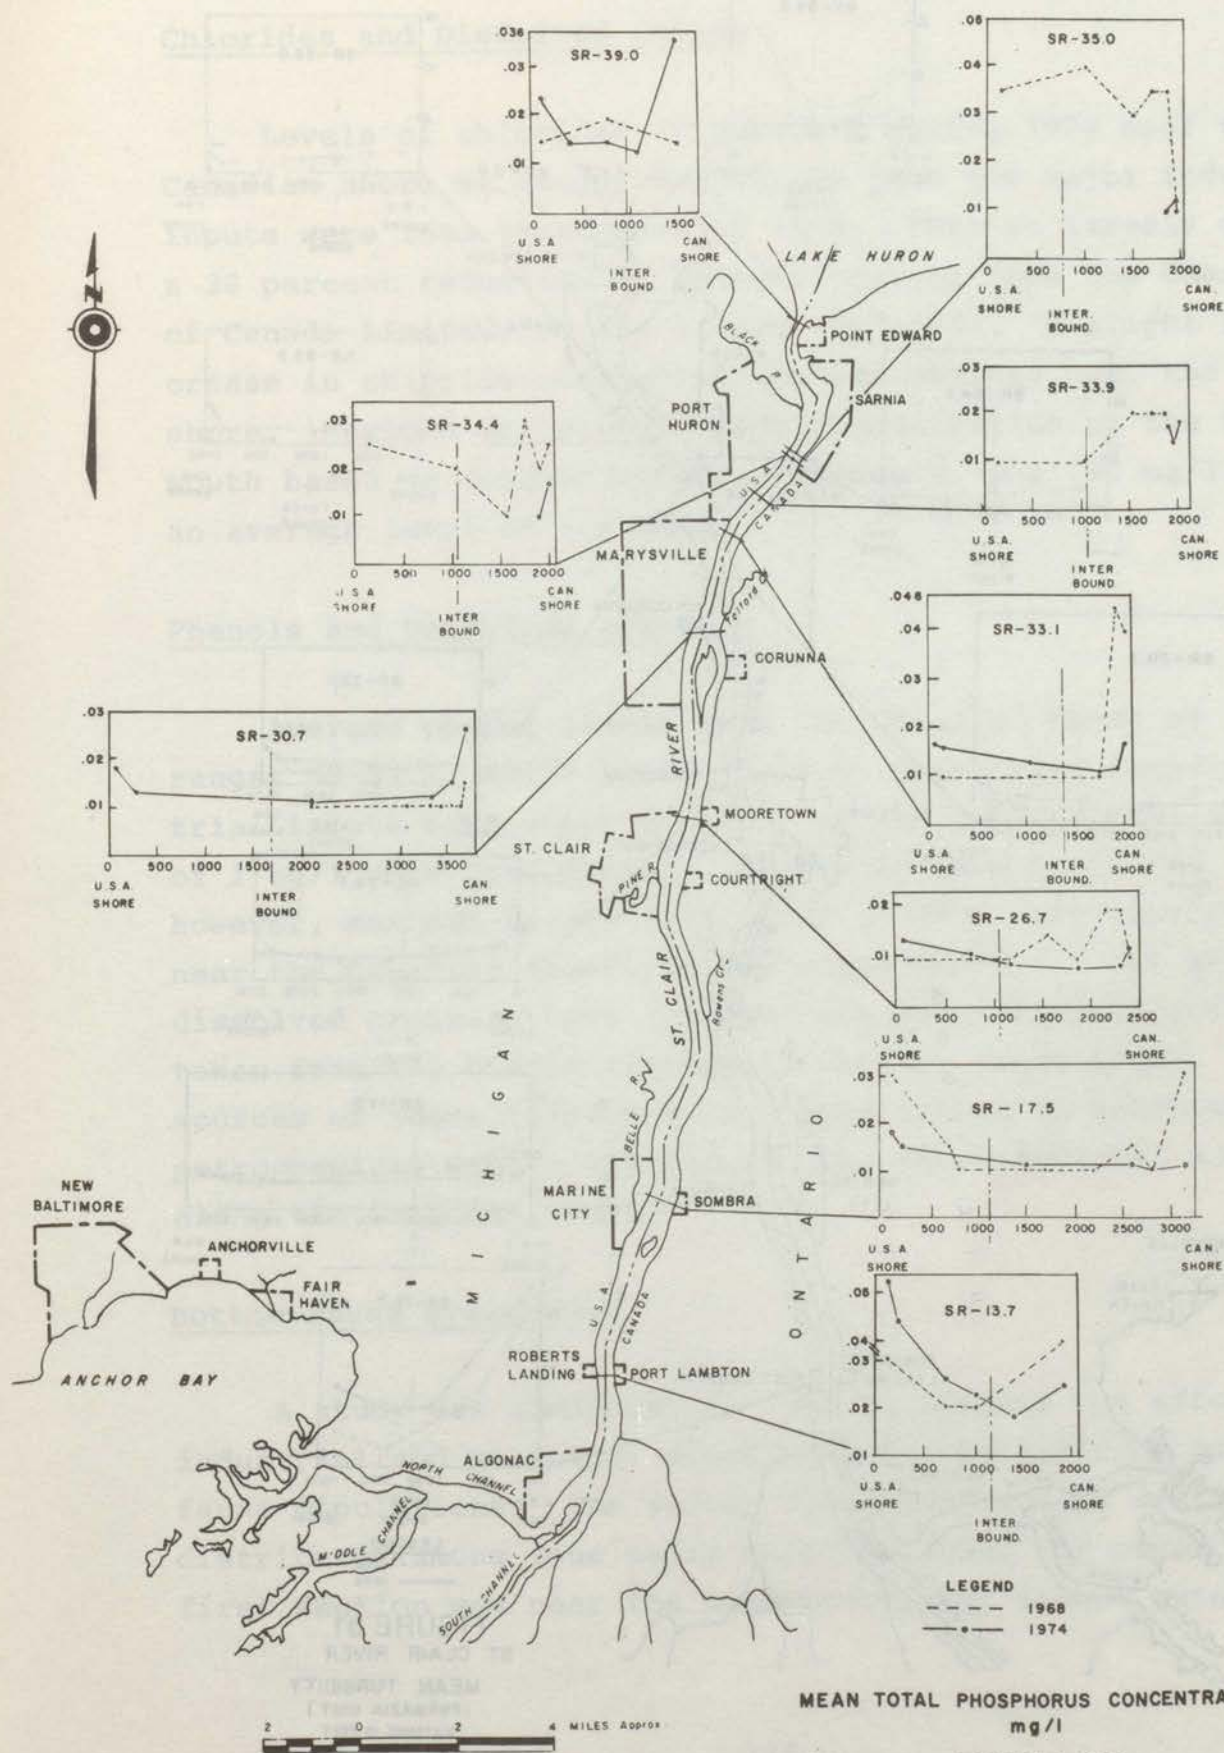 .036
.03
.02
.01
SR-39.0
500 1000 1500
U S A
SHORE
CAN.
SHORE
INTER.
BOUND.
.06
.04
.03
.02
.01
SR-35.0
0 500 1000 1500 2000
U.S.A.
SHORE
INTER.
BOUND.
CAN.
SHORE
LAKE HURON
BLACK R.
POINT EDWARD
PORT
HURON
SARNIA
U.S.A
CANADA
.03
.02
.01
SR-34.4
0 500 1000 1500 2000
U S A
SHORE
INTER
BOUND
CAN
SHORE
.03
.02
.01
SR-33.9
0 500 1000 1500 2000
U.S.A
SHORE
INTER
BOUND
CAN.
SHORE
MARYSVILLE
Telford C
CORUNNA
.046
.04
.03
.02
.01
SR-33.1
0 500 1000 1500 2000
U.S.A
SHORE
INTER
BOUND.
CAN.
SHORE
.03
.02
.01
SR-30.7
0 500 1000 1500 2000 2500 3000 3500
U.S.A
SHORE
INTER
BOUND
CAN
SHORE
RIVER
MOORETOWN
ST. CLAIR
PINE R.
COURTRIGHT
ST CLAIR
Bowens Cr.
.02
.01
SR-26.7
0 500 1000 1500 2000 2500
U S A.
SHORE
CAN.
SHORE
MICHIGAN
ONTARIO
BELLE R.
.03
.02
.01
SR-17.5
0 500 1000 1500 2000 2500 3000
U S A
SHORE
INTER
BOUND
CAN.
SHORE
MARINE
CITY
SOMBRA
NEW
BALTIMORE
ANCHORVILLE
FAIR
HAVEN
ANCHOR BAY
U.S.A
CANADA
ROBERTS
LANDING
PORT LAMBTON
.06
.04
.03
.02
.01
SR-13.7
0 500 1000 1500 2000
U.S.A
SHORE
INTER
BOUND.
CAN.
SHORE
ALGONAC
NORTH CHANNEL
MIDDLE CHANNEL
SOUTH CHANNEL
LEGEND
1968
1974
MEAN TOTAL PHOSPHORUS CONCENTRA
mg/l
2 0 2 4 MILES Approx.